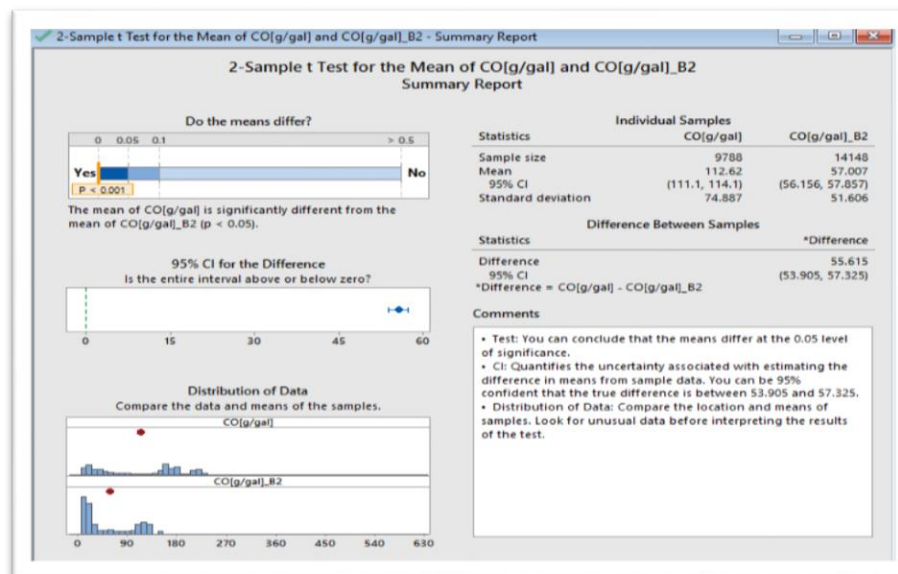 2-Sample t Test for the Mean of CO[g/gal] and CO[g/gal]_B2 - Summary Report
2-Sample t Test for the Mean of CO[g/gal] and CO[g/gal]_B2
Summary Report
Do the means differ?
0 0.05 0.1 > 0.5
Yes No
P < 0.001
The mean of CO[g/gal] is significantly different from the
mean of CO[g/gal]_B2 (p < 0.05).
95% CI for the Difference
Is the entire interval above or below zero?
0 15 30 45 60
Distribution of Data
Compare the data and means of the samples.
CO[g/gal]
CO[g/gal]_B2
0 90 180 270 360 450 540 630
Individual Samples
Statistics CO[g/gal] CO[g/gal]_B2
Sample size 9788 14148
Mean 112.62 57.007
95% CI (111.1, 114.1) (56.156, 57.857)
Standard deviation 74.887 51.606
Difference Between Samples
Statistics *Difference
Difference 55.615
95% CI (53.905, 57.325)
*Difference = CO[g/gal] - CO[g/gal]_B2
Comments
• Test: You can conclude that the means differ at the 0.05 level
of significance.
• CI: Quantifies the uncertainty associated with estimating the
difference in means from sample data. You can be 95%
confident that the true difference is between 53.905 and 57.325.
• Distribution of Data: Compare the location and means of
samples. Look for unusual data before interpreting the results
of the test.